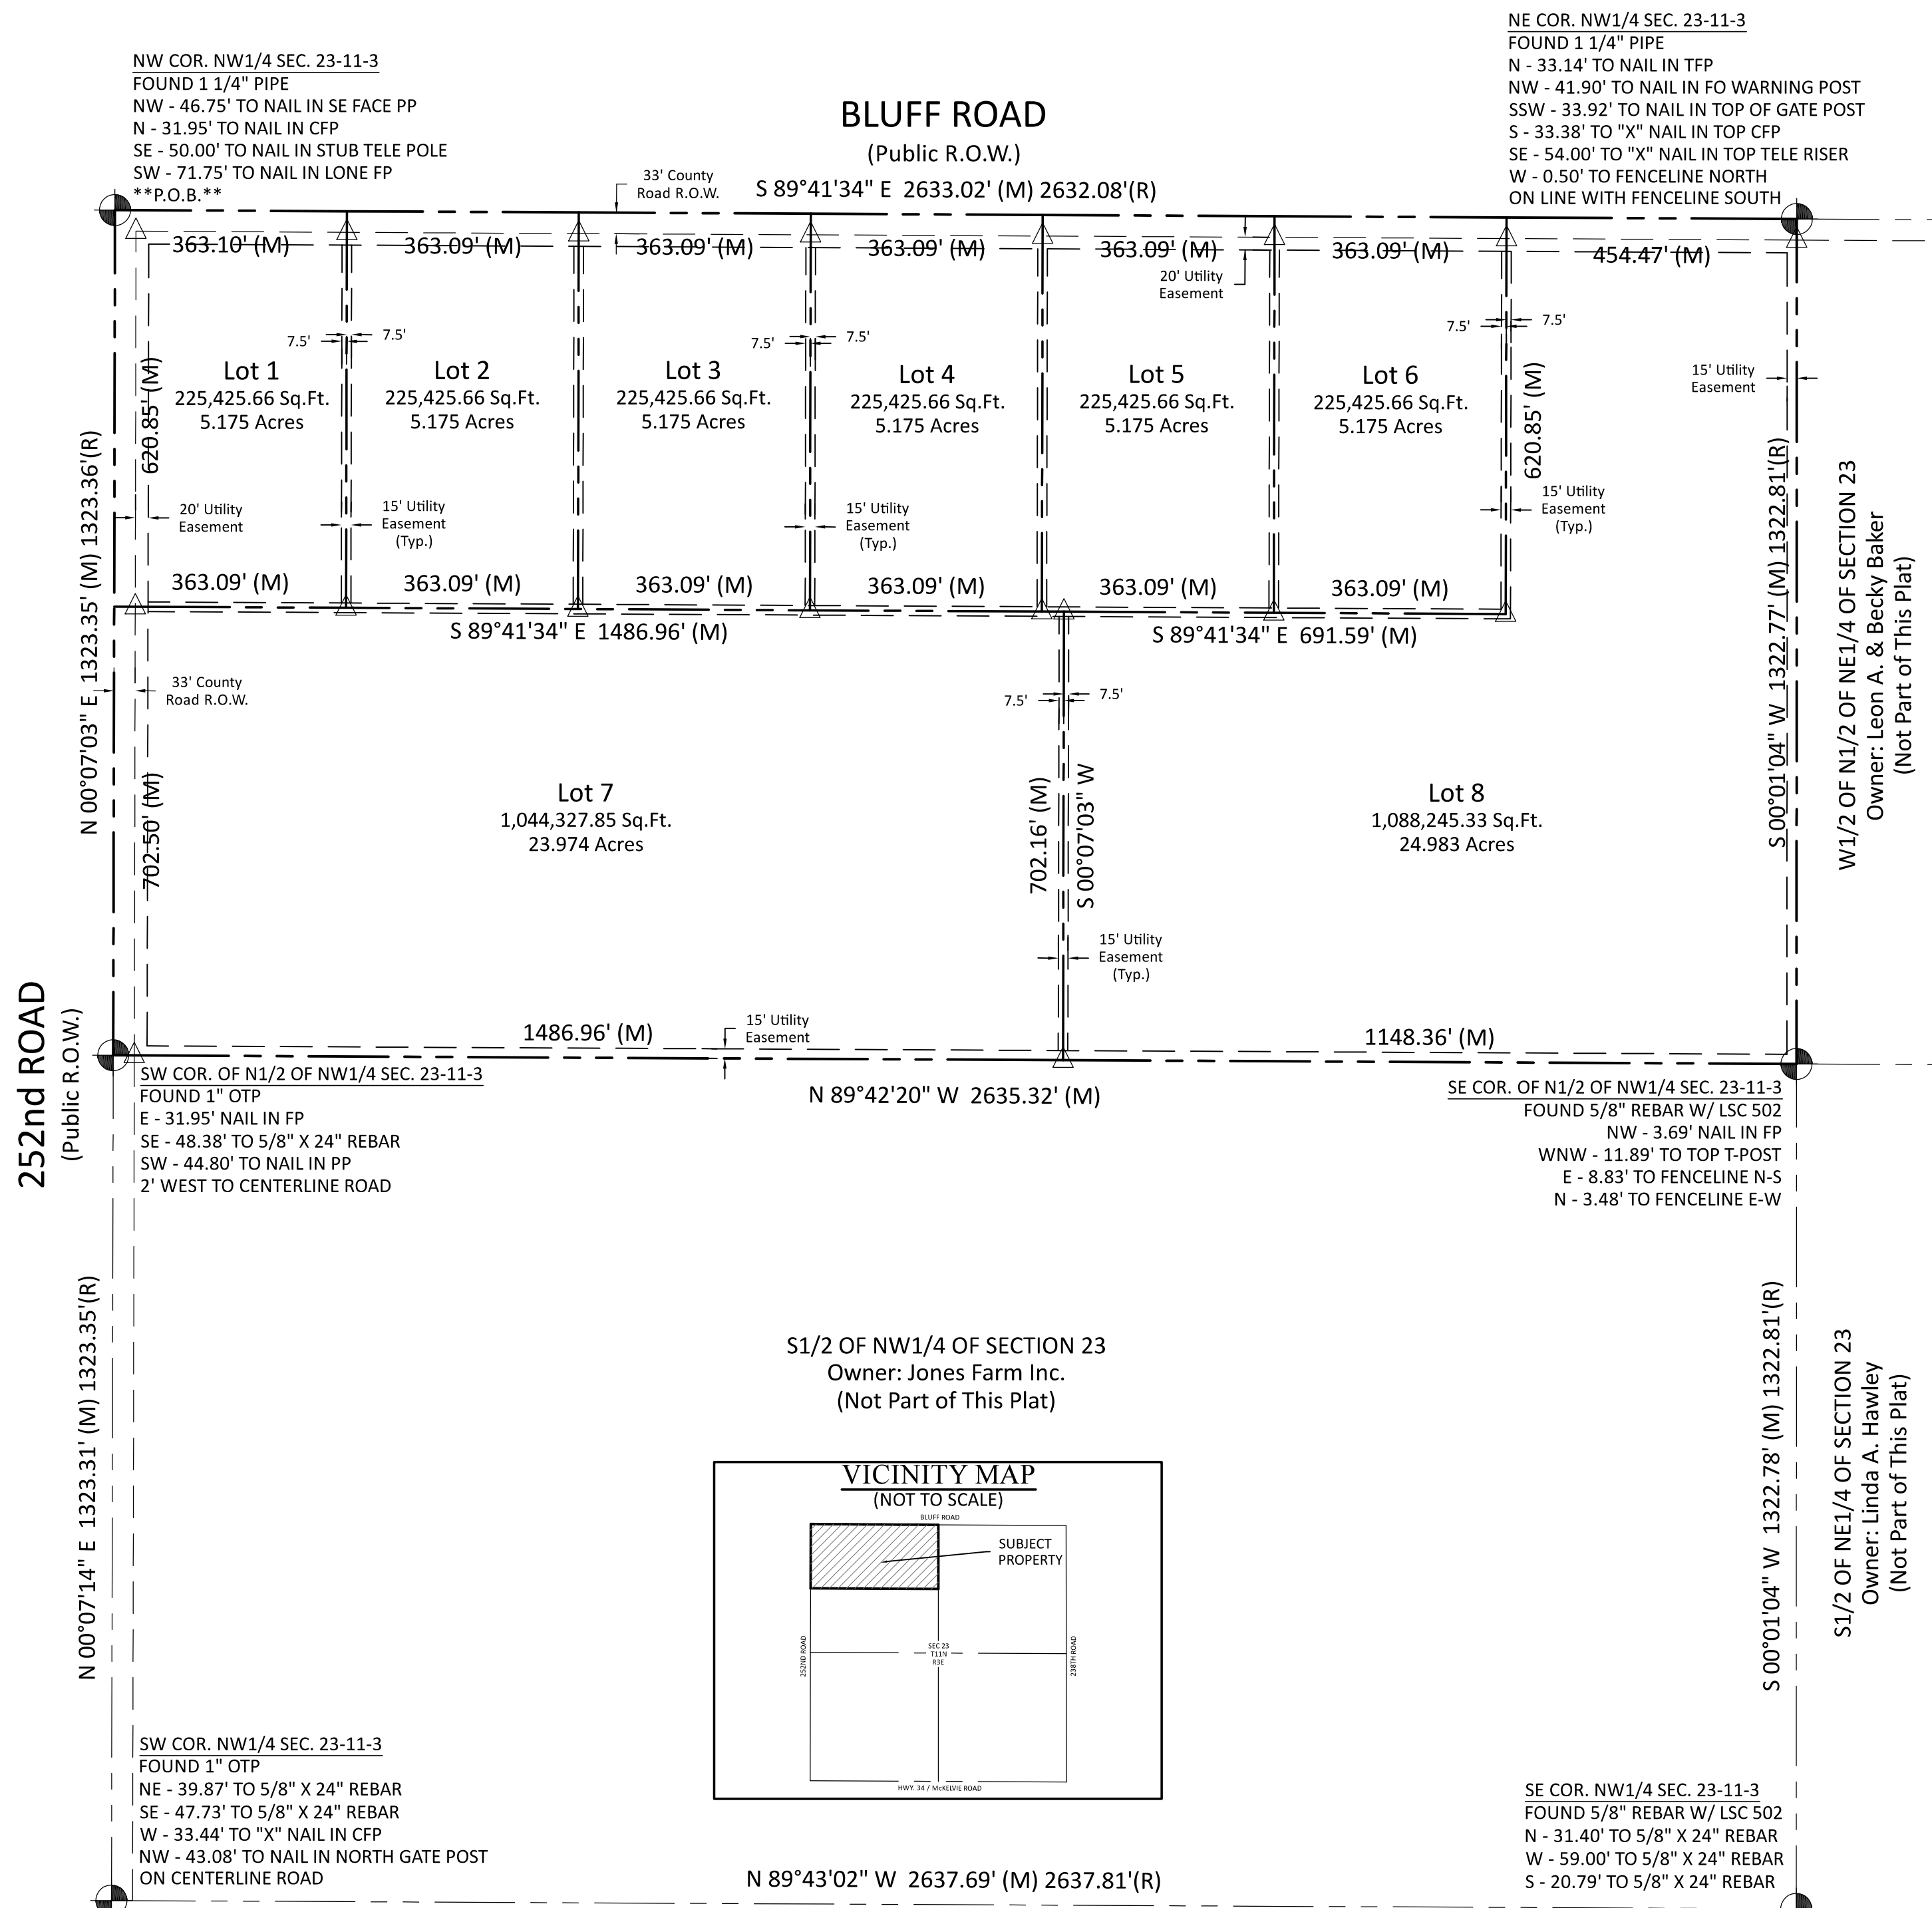 NW COR. NW1/4 SEC. 23-11-3
FOUND 1 1/4" PIPE
NW - 46.75' TO NAIL IN SE FACE PP
N - 31.95' TO NAIL IN CFP
SE - 50.00' TO NAIL IN STUB TELE POLE
SW - 71.75' TO NAIL IN LONE FP
**P.O.B.**
BLUFF ROAD
(Public R.O.W.)
33' County
Road R.O.W.
S 89°41'34" E 2633.02' (M) 2632.08'(R)
NE COR. NW1/4 SEC. 23-11-3
FOUND 1 1/4" PIPE
N - 33.14' TO NAIL IN TFP
NW - 41.90' TO NAIL IN FO WARNING POST
SSW - 33.92' TO NAIL IN TOP OF GATE POST
S - 33.38' TO "X" NAIL IN TOP CFP
SE - 54.00' TO "X" NAIL IN TOP TELE RISER
W - 0.50' TO FENCELINE NORTH
ON LINE WITH FENCELINE SOUTH
363.10' (M)
363.09' (M)
363.09' (M)
363.09' (M)
363.09' (M)
363.09' (M)
454.47' (M)
20' Utility
Easement
7.5'
7.5'
7.5'
7.5'
7.5'
7.5'
Lot 1
225,425.66 Sq.Ft.
5.175 Acres
Lot 2
225,425.66 Sq.Ft.
5.175 Acres
Lot 3
225,425.66 Sq.Ft.
5.175 Acres
Lot 4
225,425.66 Sq.Ft.
5.175 Acres
Lot 5
225,425.66 Sq.Ft.
5.175 Acres
Lot 6
225,425.66 Sq.Ft.
5.175 Acres
620.85' (M)
620.85' (M)
15' Utility
Easement
20' Utility
Easement
15' Utility
Easement
(Typ.)
15' Utility
Easement
(Typ.)
15' Utility
Easement
(Typ.)
363.09' (M)
363.09' (M)
363.09' (M)
363.09' (M)
363.09' (M)
363.09' (M)
S 89°41'34" E 1486.96' (M)
S 89°41'34" E 691.59' (M)
N 00°07'03" E 1323.35' (M) 1323.36'(R)
S 00°01'04" W 1322.77' (M) 1322.81'(R)
W1/2 OF N1/2 OF NE1/4 OF SECTION 23
Owner: Leon A. & Becky Baker
(Not Part of This Plat)
33' County
Road R.O.W.
7.5'
7.5'
702.50' (M)
Lot 7
1,044,327.85 Sq.Ft.
23.974 Acres
702.16' (M)
S 00°07'03" W
Lot 8
1,088,245.33 Sq.Ft.
24.983 Acres
15' Utility
Easement
(Typ.)
1486.96' (M)
15' Utility
Easement
1148.36' (M)
252nd ROAD
(Public R.O.W.)
N 89°42'20" W 2635.32' (M)
SW COR. OF N1/2 OF NW1/4 SEC. 23-11-3
FOUND 1" OTP
E - 31.95' NAIL IN FP
SE - 48.38' TO 5/8" X 24" REBAR
SW - 44.80' TO NAIL IN PP
2' WEST TO CENTERLINE ROAD
SE COR. OF N1/2 OF NW1/4 SEC. 23-11-3
FOUND 5/8" REBAR W/ LSC 502
NW - 3.69' NAIL IN FP
WNW - 11.89' TO TOP T-POST
E - 8.83' TO FENCELINE N-S
N - 3.48' TO FENCELINE E-W
N 00°07'14" E 1323.31' (M) 1323.35'(R)
S1/2 OF NW1/4 OF SECTION 23
Owner: Jones Farm Inc.
(Not Part of This Plat)
S 00°01'04" W 1322.78' (M) 1322.81'(R)
S1/2 OF NE1/4 OF SECTION 23
Owner: Linda A. Hawley
(Not Part of This Plat)
VICINITY MAP
(NOT TO SCALE)
BLUFF ROAD
SUBJECT
PROPERTY
252ND ROAD
SEC 23
T11N
R3E
238TH ROAD
HWY. 34 / McKELVIE ROAD
SW COR. NW1/4 SEC. 23-11-3
FOUND 1" OTP
NE - 39.87' TO 5/8" X 24" REBAR
SE - 47.73' TO 5/8" X 24" REBAR
W - 33.44' TO "X" NAIL IN CFP
NW - 43.08' TO NAIL IN NORTH GATE POST
ON CENTERLINE ROAD
SE COR. NW1/4 SEC. 23-11-3
FOUND 5/8" REBAR W/ LSC 502
N - 31.40' TO 5/8" X 24" REBAR
W - 59.00' TO 5/8" X 24" REBAR
S - 20.79' TO 5/8" X 24" REBAR
N 89°43'02" W 2637.69' (M) 2637.81'(R)